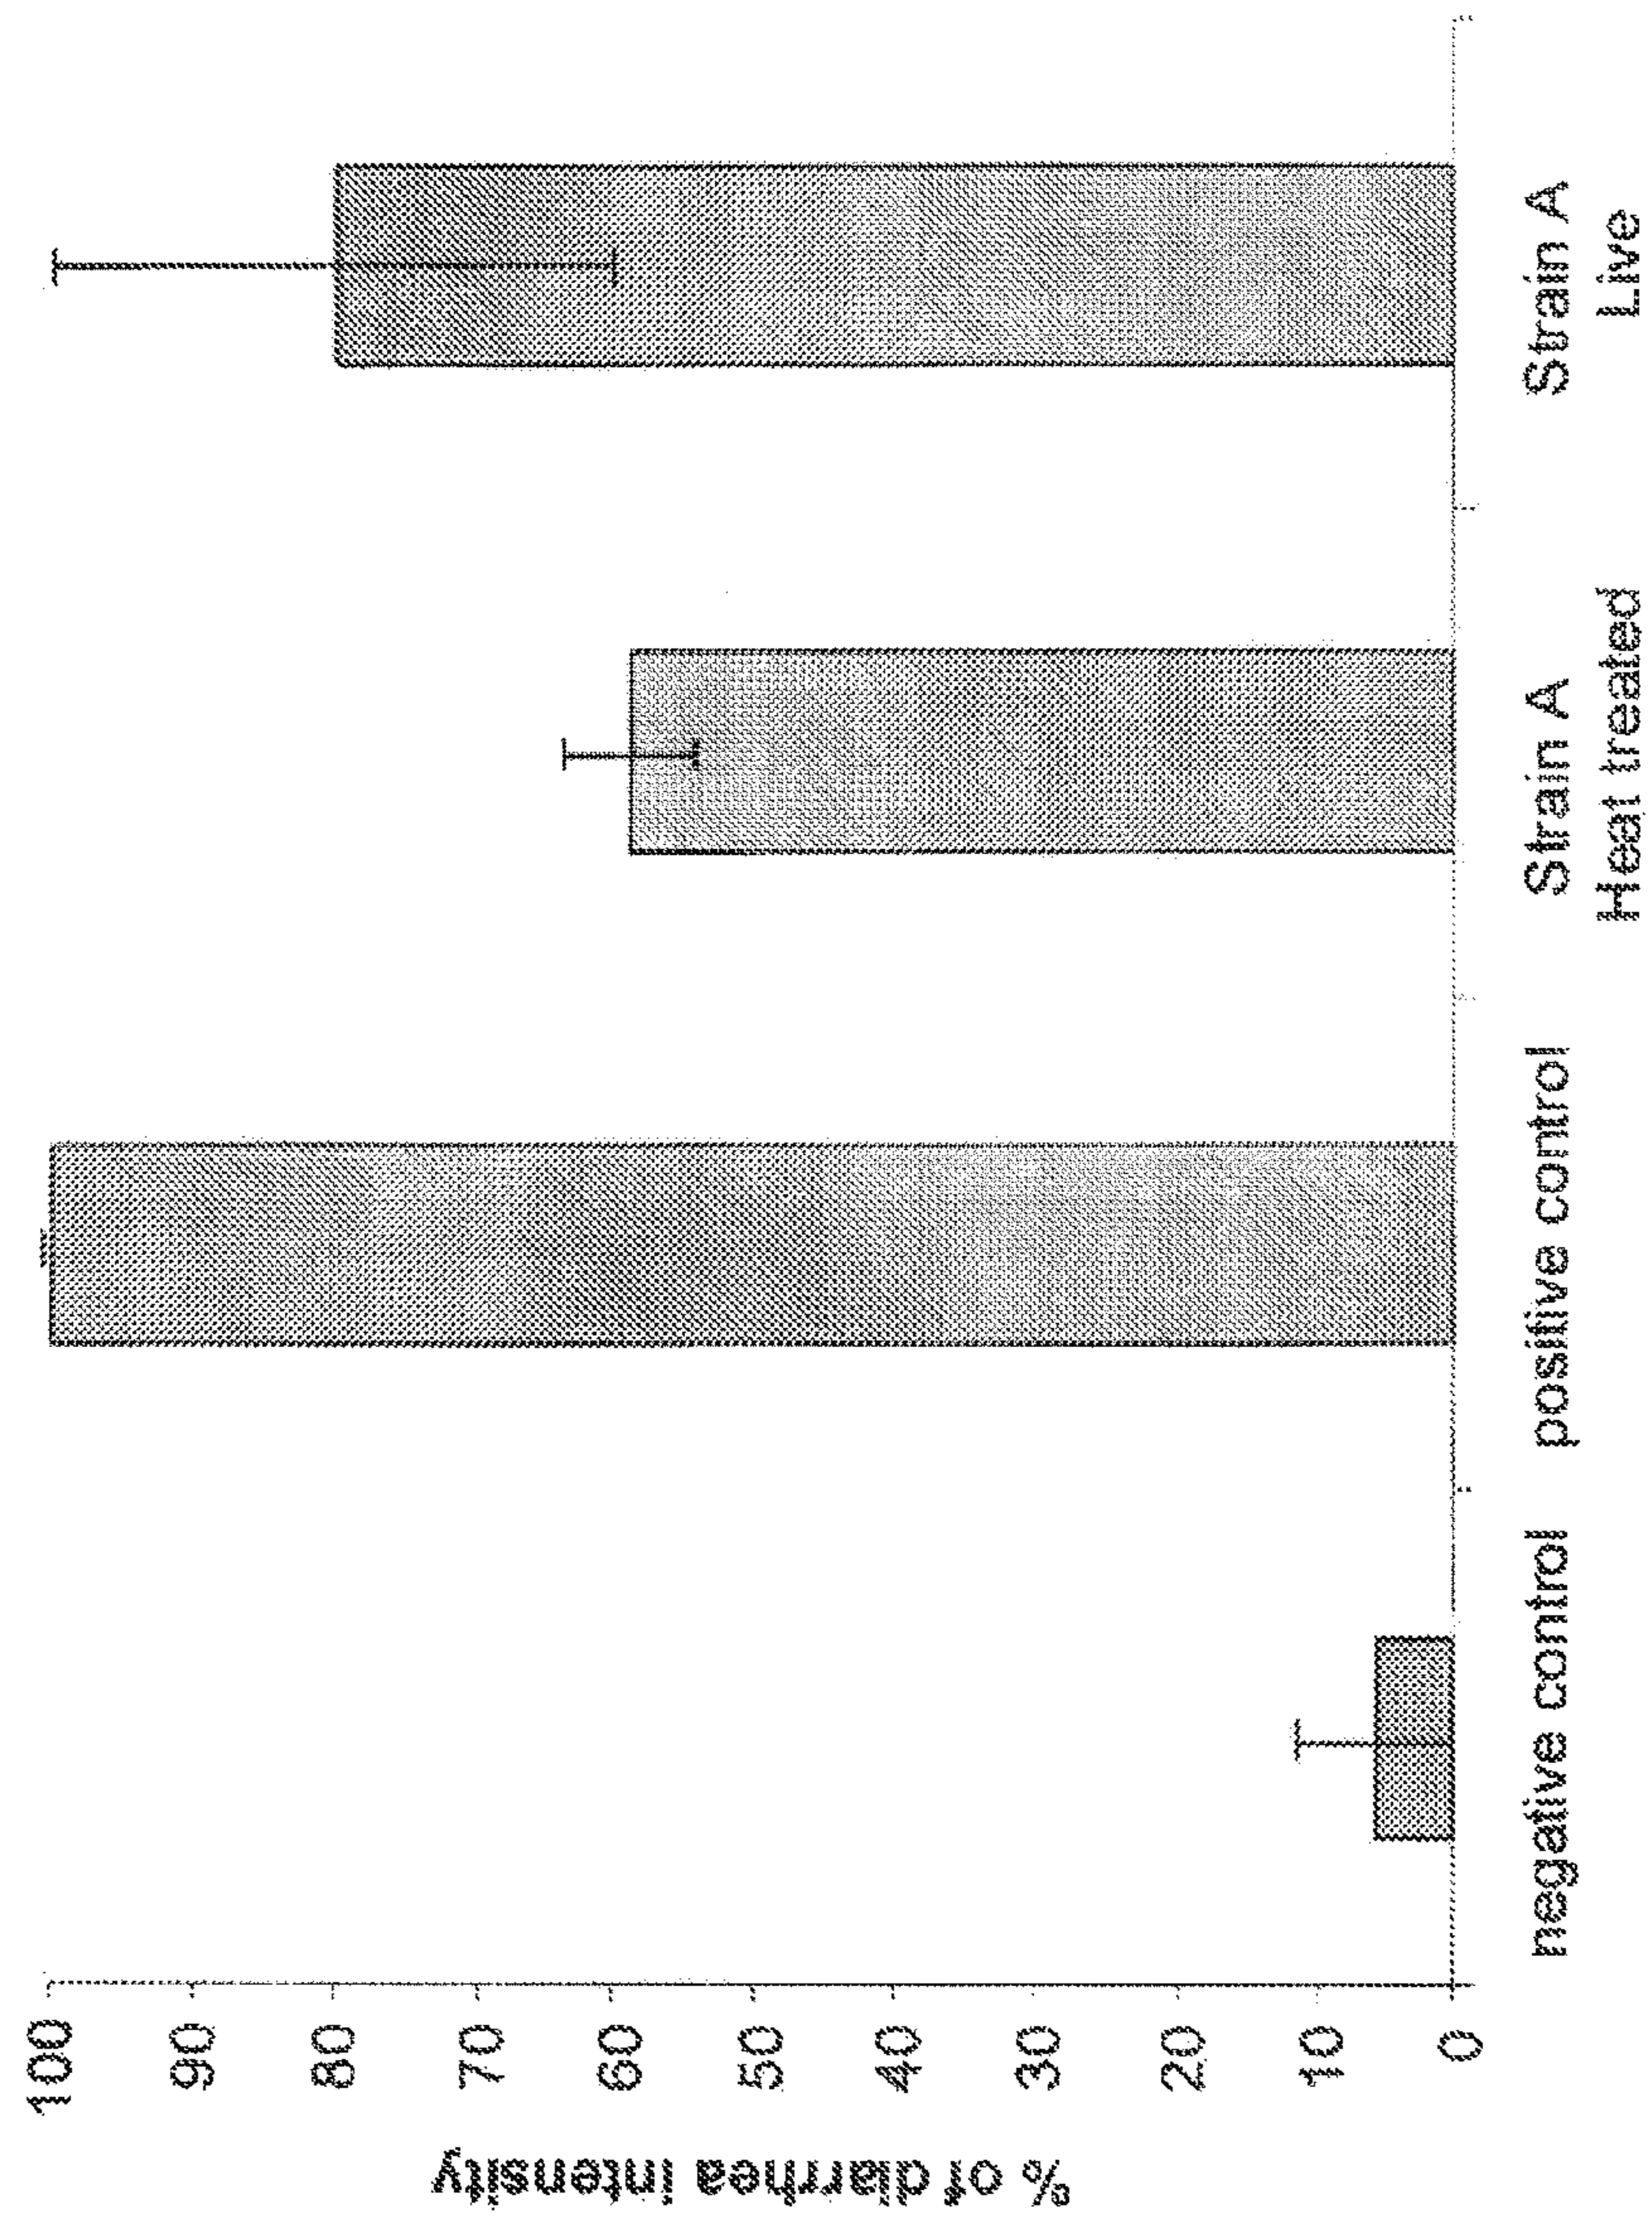 % of diarrhea intensity
100
90
80
70
60
50
40
30
20
10
0
negative control
positive control
Strain A
Heat treated
Strain A
Live